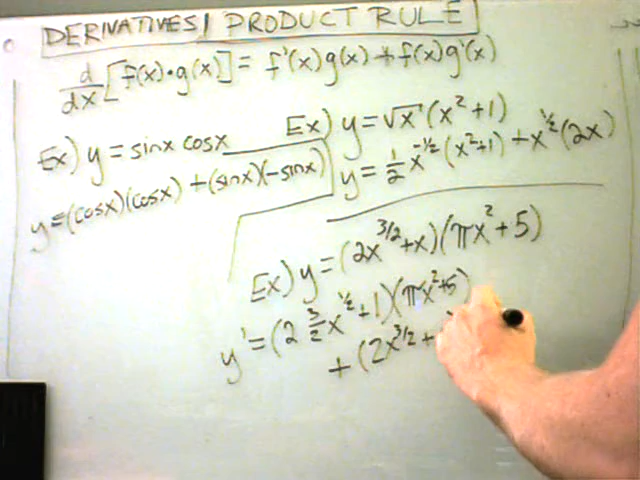 DERIVATIVES / PRODUCT RULE
d/dx [f(x)·g(x)] = f'(x)g(x) + f(x)g'(x)
Ex) y = sinx cosx
y = (cosx)(cosx) + (sinx)(-sinx)
Ex) y = √x (x² + 1)
y = 1/2 x^-1/2 (x²+1) + x^1/2 (2x)
Ex) y = (2x^3/2 + x)(πx² + 5)
y' = (2 3/2 x^1/2 + 1)(πx²+5)
+ (2x^3/2 +